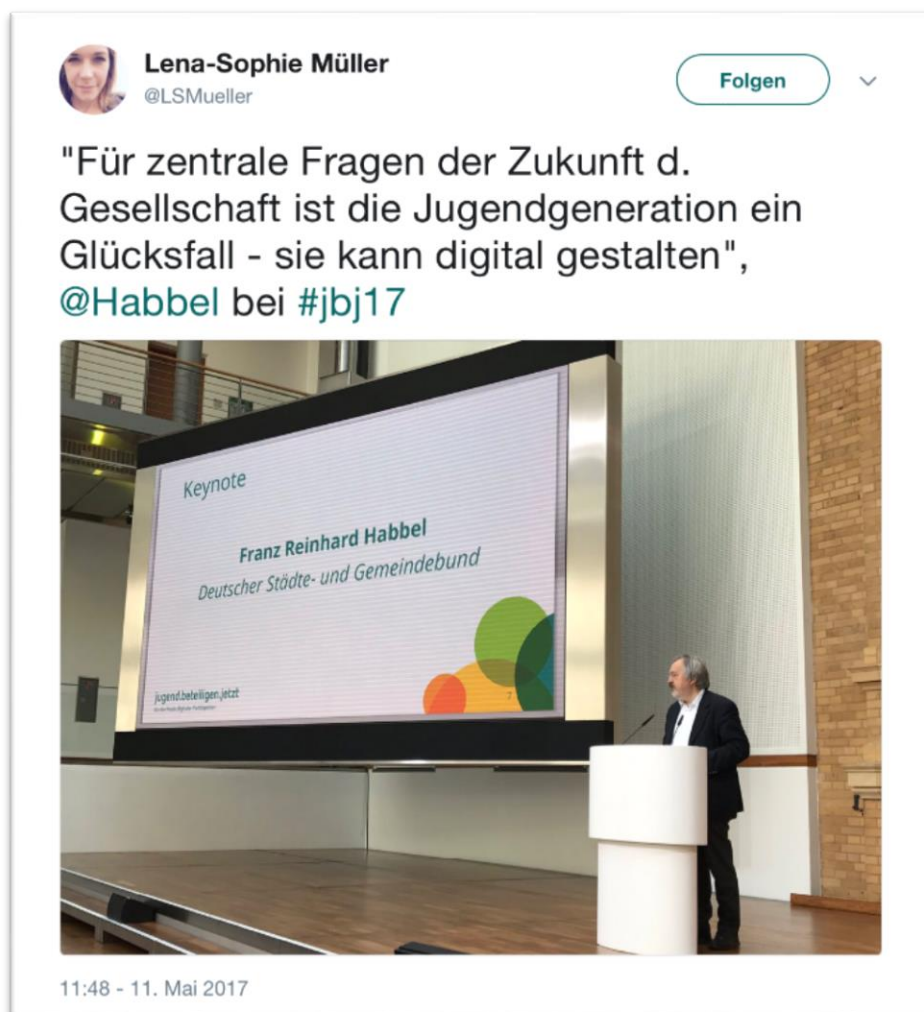 Lena-Sophie Müller
@LSMueller
Folgen
"Für zentrale Fragen der Zukunft d.
Gesellschaft ist die Jugendgeneration ein
Glücksfall - sie kann digital gestalten",
@Habbel bei #jbj17
Keynote
Franz Reinhard Habbel
Deutscher Städte- und Gemeindebund
jugend.beteiligen.jetzt
7
11:48 - 11. Mai 2017